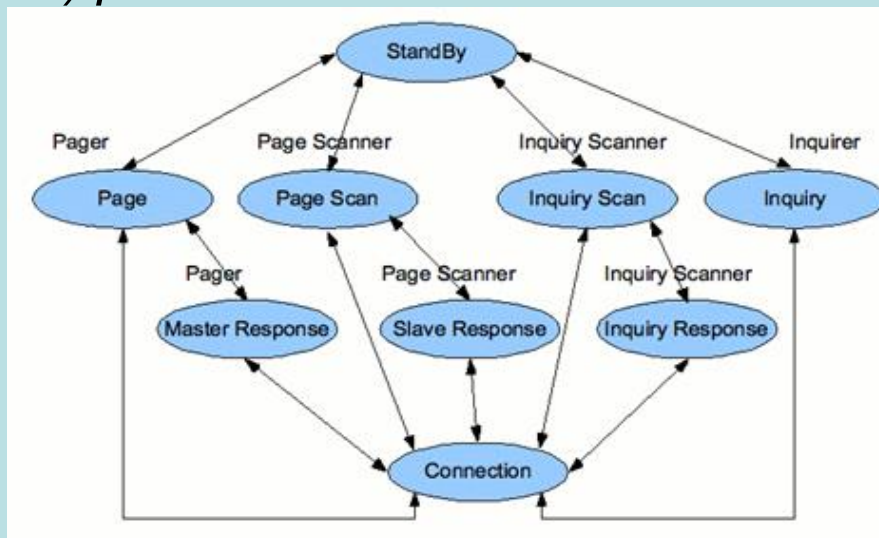 StandBy
Pager
Page Scanner
Inquiry Scanner
Inquirer
Page
Page Scan
Inquiry Scan
Inquiry
Pager
Page Scanner
Inquiry Scanner
Master Response
Slave Response
Inquiry Response
Connection